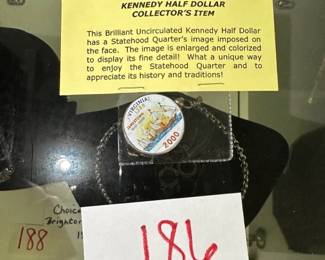 KENNEDY HALF DOLLAR
COLLECTOR'S ITEM
This Brilliant Uncirculated Kennedy Half Dollar
has a Statehood Quarter's image imposed on
the face. The image is enlarged and colorized
to display its fine detail! What a unique way
to enjoy the Statehood Quarter and to
appreciate its history and traditions!
VIRGINIA
1788
2000
Choice
Brighton
188
186